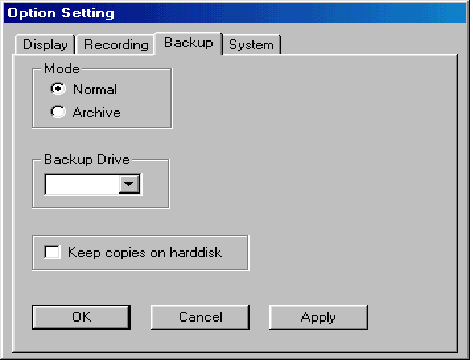 Option Setting
Display Recording Backup System
Mode
Normal
Archive
Backup Drive
Keep copies on harddisk
OK Cancel Apply